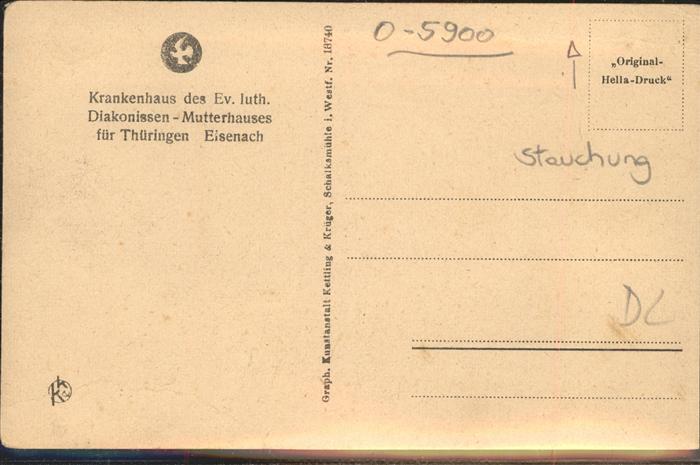 Krankenhaus des Ev. luth.
Diakonissen-Mutterhauses
für Thüringen Eisenach
Graph. Kunstanstalt Kettling & Krüger, Schalksmühle i. Westf. Nr. 18740
0-5900
„Original-
Hella-Druck“
Stauchung
DL